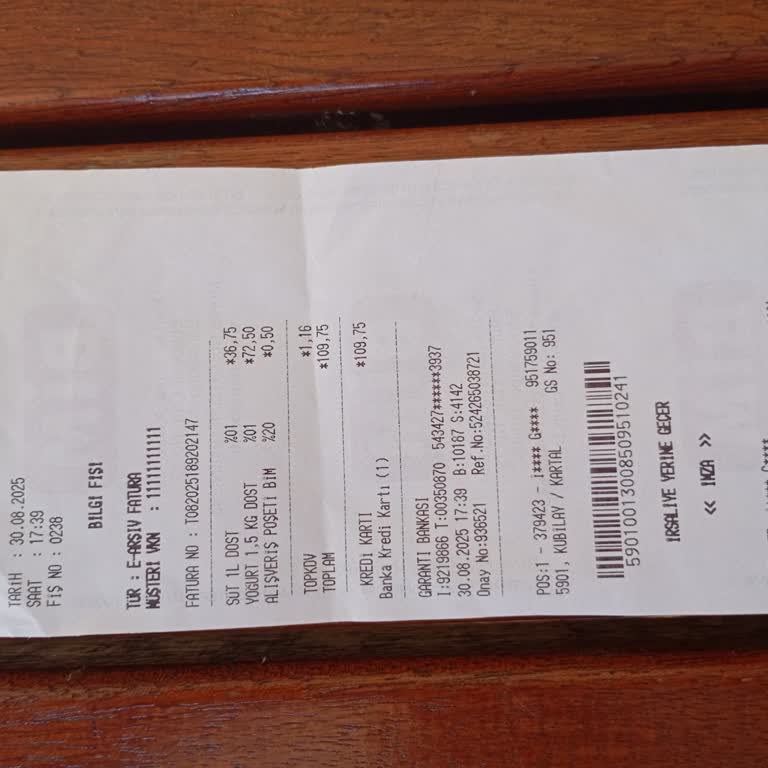 TARİH : 30.08.2025
SAAT : 17:39
FİŞ NO : 0238
BİLGİ FİŞİ
TÜR : E-ARŞİV FATURA
MÜŞTERİ VKN : 11111111111
FATURA NO : T082025189202147
SÜT 1L DOST %01 *36,75
YOĞURT 1,5 KG DOST %01 *72,50
ALIŞVERİŞ POŞETİ BİM %20 *0,50
TOPKDV *1,16
TOPLAM *109,75
KREDİ KARTI *109,75
Banka Kredi Kartı (1)
GARANTİ BANKASI
I:9219866 T:00350870 543427******3937
30.08.2025 17:39 B:10187 S:4142
Onay No:936521 Ref.No:524265038721
POS:1 - 379423 - i**** G**** 951759011
5901, KUBİLAY / KARTAL GS No: 951
5901001300850951024​1
İRSALİYE YERİNE GEÇER
<< İMZA >>